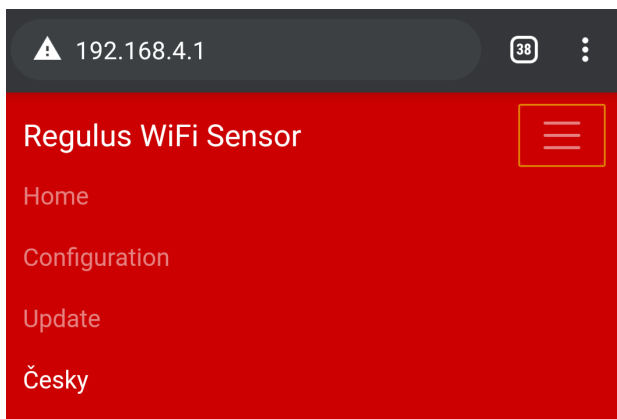 192.168.4.1 38
Regulus WiFi Sensor
Home
Configuration
Update
Česky